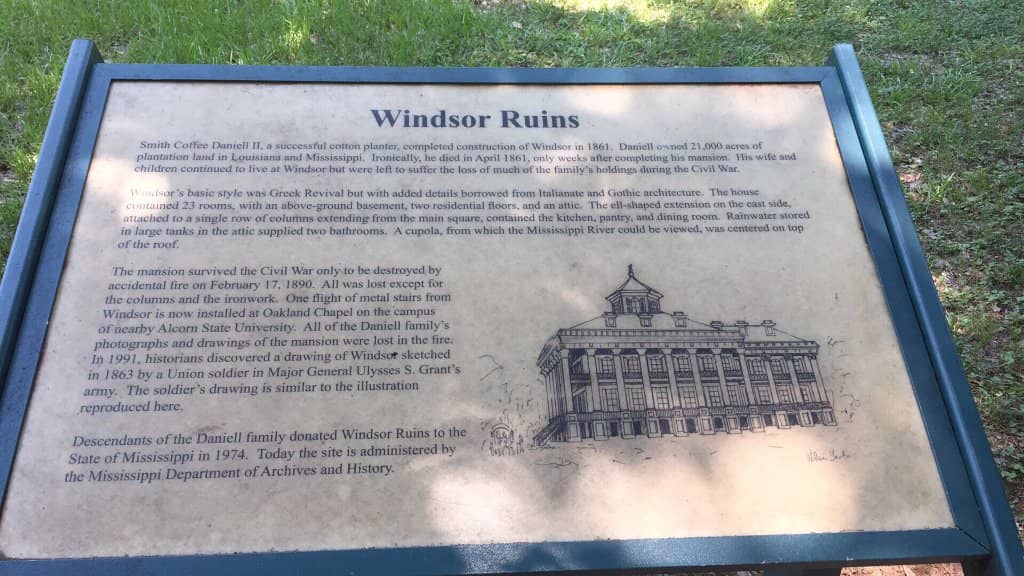 Windsor Ruins
Smith Coffee Daniell II, a successful cotton planter, completed construction of Windsor in 1861. Daniell owned 21,000 acres of
plantation land in Louisiana and Mississippi. Ironically, he died in April 1861, only weeks after completing his mansion. His wife and
children continued to live at Windsor but were left to suffer the loss of much of the family's holdings during the Civil War.
Windsor's basic style was Greek Revival but with added details borrowed from Italianate and Gothic architecture. The house
contained 23 rooms, with an above-ground basement, two residential floors, and an attic. The ell-shaped extension on the east side,
attached to a single row of columns extending from the main square, contained the kitchen, pantry, and dining room. Rainwater stored
in large tanks in the attic supplied two bathrooms. A cupola, from which the Mississippi River could be viewed, was centered on top
of the roof.
The mansion survived the Civil War only to be destroyed by
accidental fire on February 17, 1890. All was lost except for
the columns and the ironwork. One flight of metal stairs from
Windsor is now installed at Oakland Chapel on the campus
of nearby Alcorn State University. All of the Daniell family's
photographs and drawings of the mansion were lost in the fire.
In 1991, historians discovered a drawing of Windsor sketched
in 1863 by a Union soldier in Major General Ulysses S. Grant's
army. The soldier's drawing is similar to the illustration
reproduced here.
Descendants of the Daniell family donated Windsor Ruins to the
State of Mississippi in 1974. Today the site is administered by
the Mississippi Department of Archives and History.